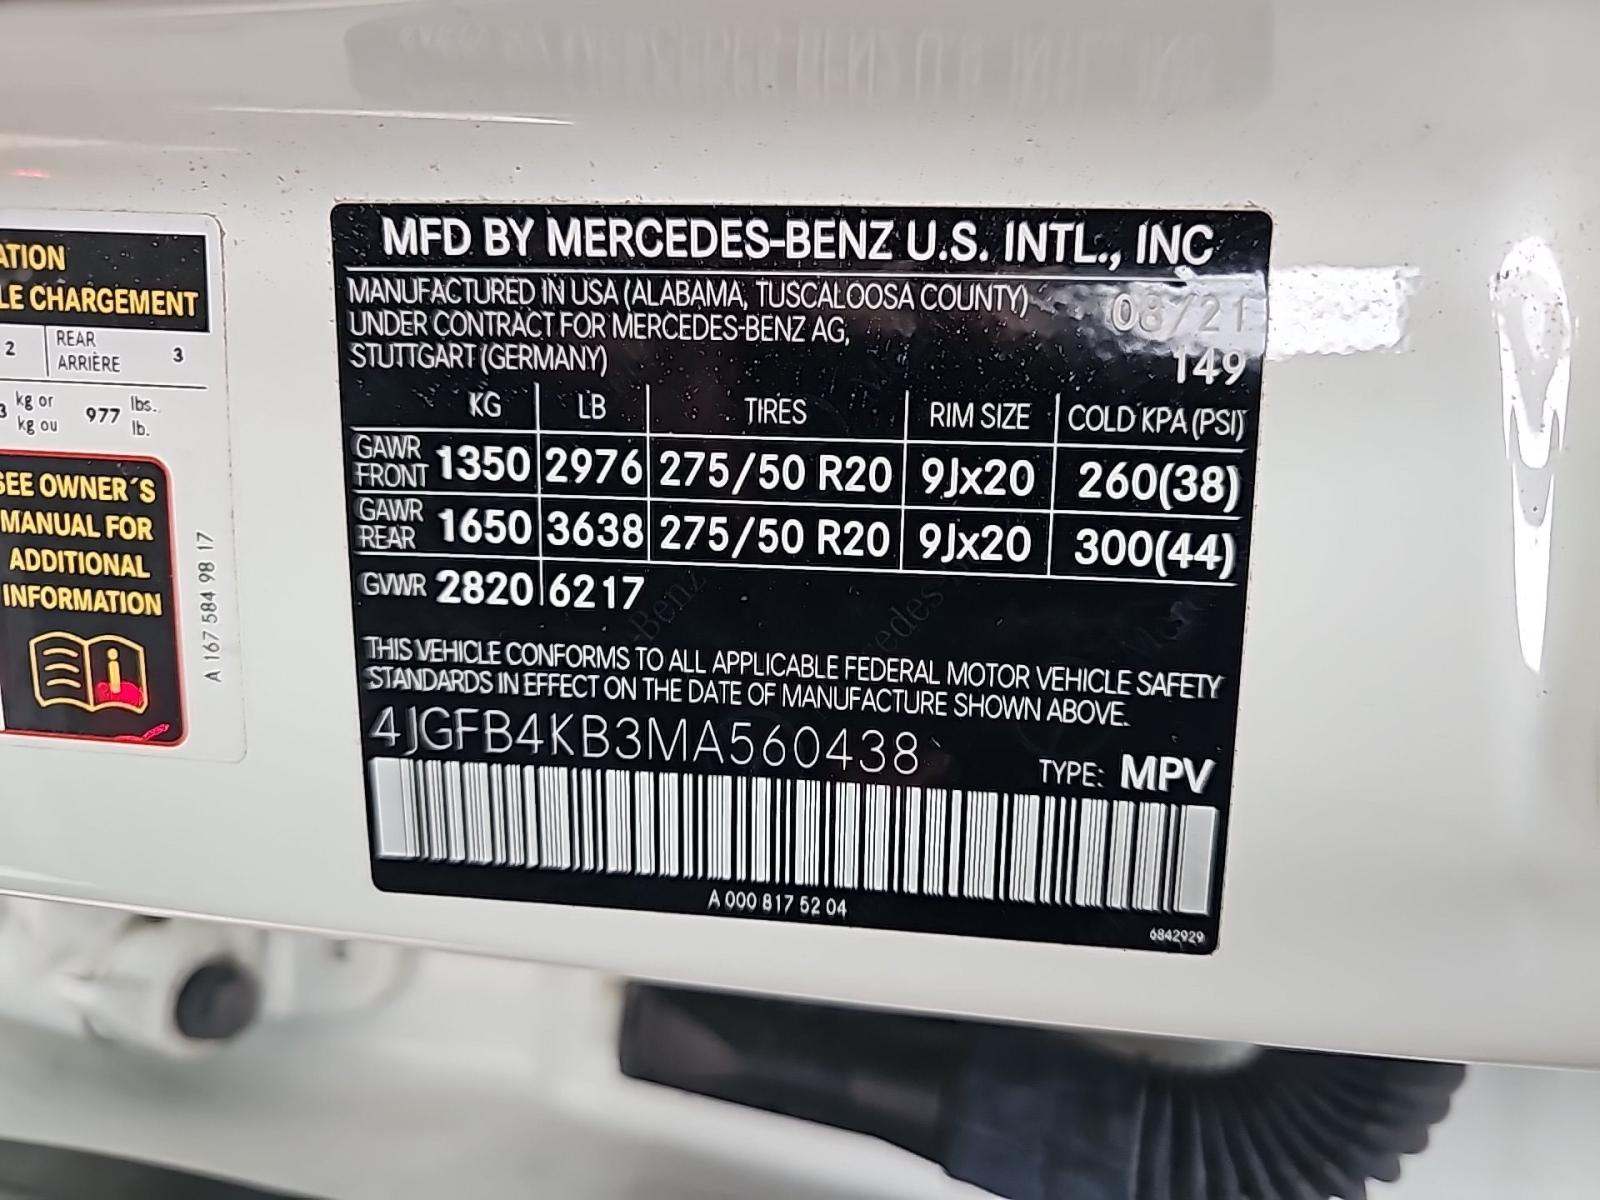 ATION
LE CHARGEMENT
2 REAR ARRIÈRE 3
3 kg or kg ou 977 lbs. lb.
SEE OWNER´S
MANUAL FOR
ADDITIONAL
INFORMATION
i
A 167 584 98 17
MFD BY MERCEDES-BENZ U.S. INTL., INC
MANUFACTURED IN USA (ALABAMA, TUSCALOOSA COUNTY) 08/21
UNDER CONTRACT FOR MERCEDES-BENZ AG,
STUTTGART (GERMANY) 149
KG LB TIRES RIM SIZE COLD KPA (PSI)
GAWR FRONT 1350 2976 275/50 R20 9Jx20 260(38)
GAWR REAR 1650 3638 275/50 R20 9Jx20 300(44)
GVWR 2820 6217
THIS VEHICLE CONFORMS TO ALL APPLICABLE FEDERAL MOTOR VEHICLE SAFETY
STANDARDS IN EFFECT ON THE DATE OF MANUFACTURE SHOWN ABOVE.
4JGFB4KB3MA560438
TYPE: MPV
A 000 817 52 04
6842929